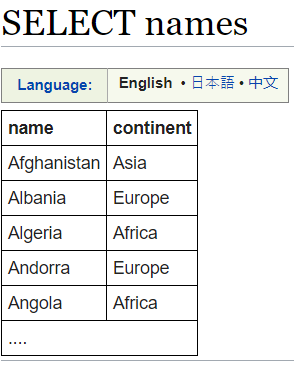 SELECT names
Language: English • 日本語 • 中文
name continent
Afghanistan Asia
Albania Europe
Algeria Africa
Andorra Europe
Angola Africa
....